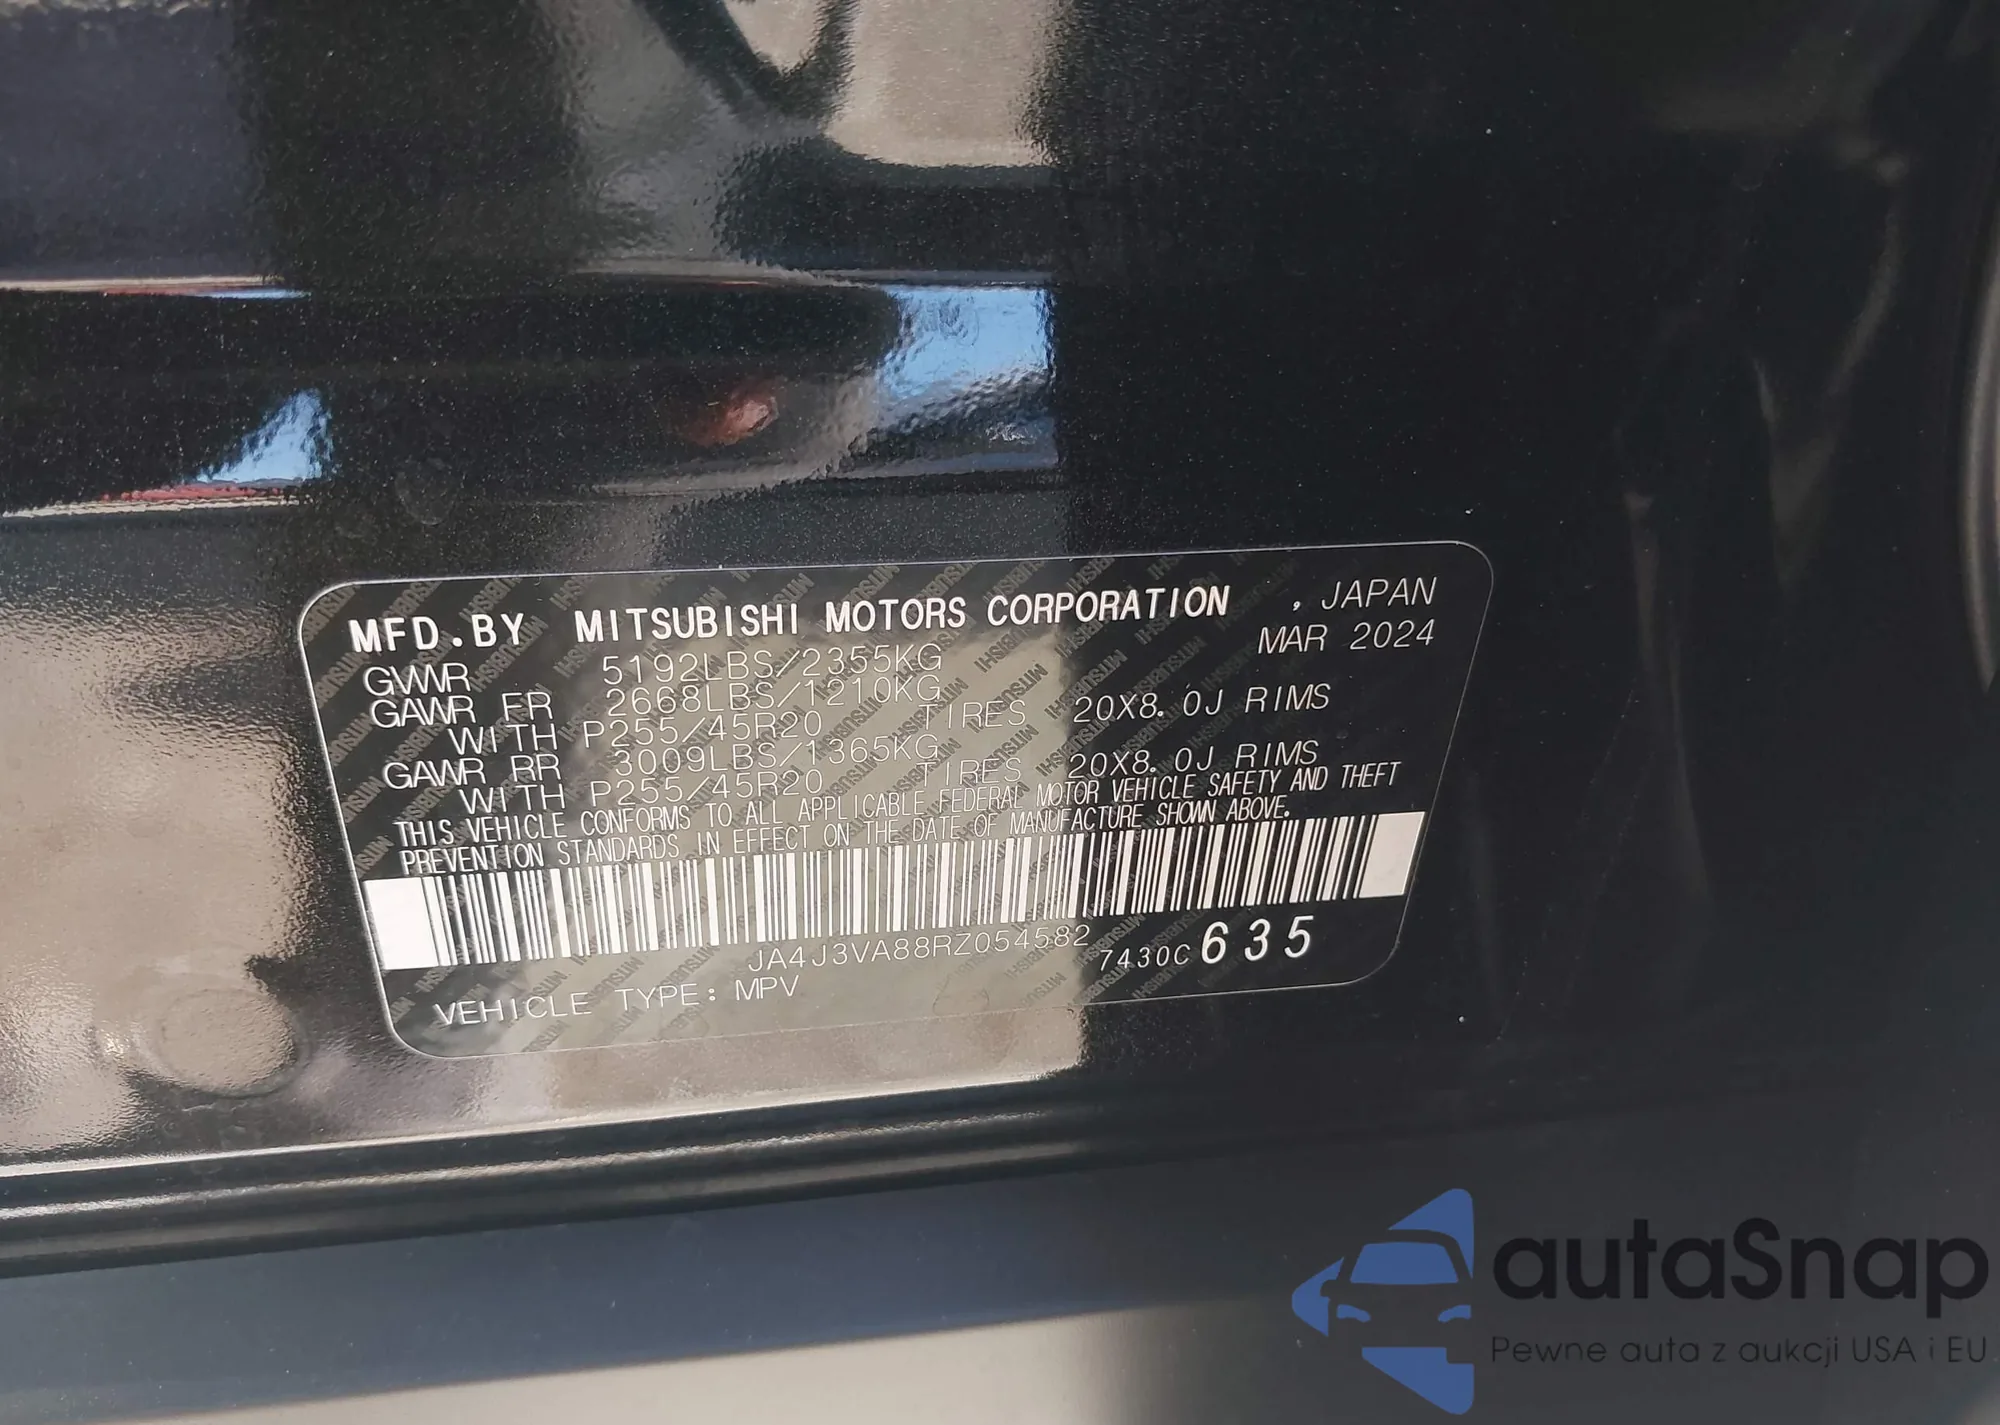 MFD.BY MITSUBISHI MOTORS CORPORATION , JAPAN
MAR 2024
GVWR 5192LBS/2355KG
GAWR FR 2668LBS/1210KG
WITH P255/45R20 TIRES 20X8.0J RIMS
GAWR RR 3009LBS/1365KG
WITH P255/45R20 TIRES 20X8.0J RIMS
THIS VEHICLE CONFORMS TO ALL APPLICABLE FEDERAL MOTOR VEHICLE SAFETY AND THEFT
PREVENTION STANDARDS IN EFFECT ON THE DATE OF MANUFACTURE SHOWN ABOVE.
JA4J3VA88RZ054582 7430C 635
VEHICLE TYPE: MPV
autaSnap
Pewne auta z aukcji USA i EU